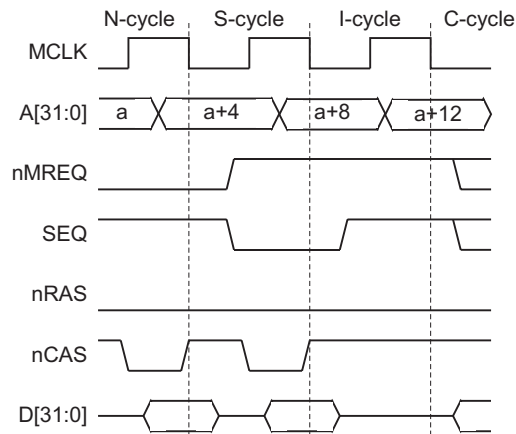 N-cycle S-cycle I-cycle C-cycle
MCLK
A[31:0] a a+4 a+8 a+12
nMREQ
SEQ
nRAS
nCAS
D[31:0]